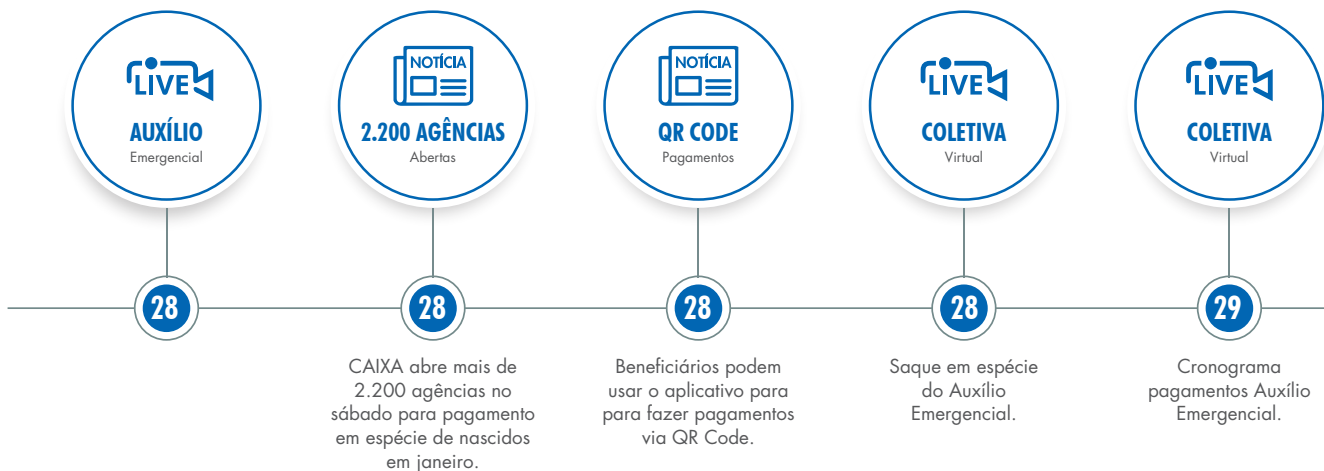 LIVE
AUXÍLIO
Emergencial
28
NOTÍCIA
2.200 AGÊNCIAS
Abertas
28
CAIXA abre mais de
2.200 agências no
sábado para pagamento
em espécie de nascidos
em janeiro.
NOTÍCIA
QR CODE
Pagamentos
28
Beneficiários podem
usar o aplicativo para
para fazer pagamentos
via QR Code.
LIVE
COLETIVA
Virtual
28
Saque em espécie
do Auxílio
Emergencial.
LIVE
COLETIVA
Virtual
29
Cronograma
pagamentos Auxílio
Emergencial.